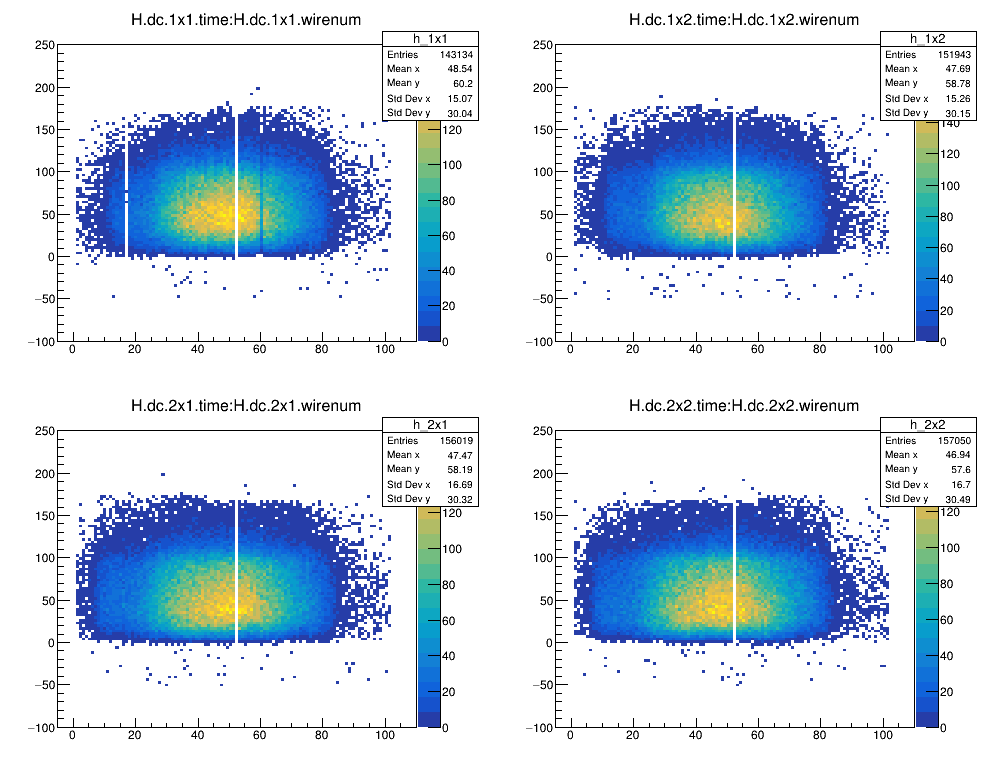 H.dc.1x1.time:H.dc.1x1.wirenum
h_1x1
Entries 143134
Mean x 48.54
Mean y 60.2
Std Dev x 15.07
Std Dev y 30.04
250
200
150
100
50
0
−50
−100
0 20 40 60 80 100
120
100
80
60
40
20
0
H.dc.1x2.time:H.dc.1x2.wirenum
h_1x2
Entries 151943
Mean x 47.69
Mean y 58.78
Std Dev x 15.26
Std Dev y 30.15
250
200
150
100
50
0
−50
−100
0 20 40 60 80 100
140
120
100
80
60
40
20
0
H.dc.2x1.time:H.dc.2x1.wirenum
h_2x1
Entries 156019
Mean x 47.47
Mean y 58.19
Std Dev x 16.69
Std Dev y 30.32
250
200
150
100
50
0
−50
−100
0 20 40 60 80 100
120
100
80
60
40
20
0
H.dc.2x2.time:H.dc.2x2.wirenum
h_2x2
Entries 157050
Mean x 46.94
Mean y 57.6
Std Dev x 16.7
Std Dev y 30.49
250
200
150
100
50
0
−50
−100
0 20 40 60 80 100
120
100
80
60
40
20
0